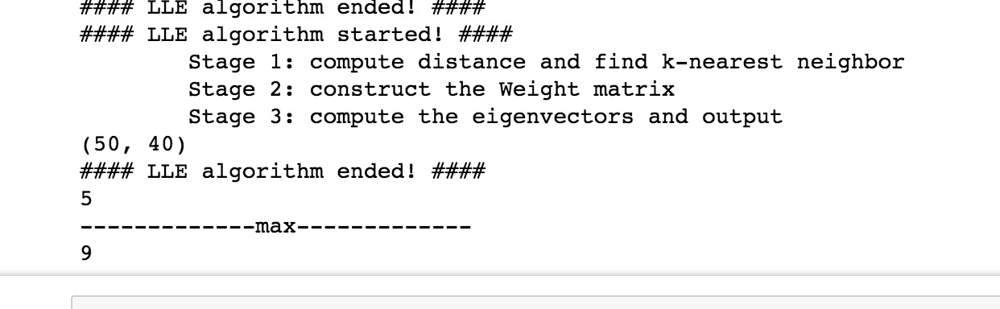 #### LLE algorithm ended! ####
#### LLE algorithm started! ####
        Stage 1: compute distance and find k-nearest neighbor
        Stage 2: construct the Weight matrix
        Stage 3: compute the eigenvectors and output
(50, 40)
#### LLE algorithm ended! ####
5
-------------max-------------
9